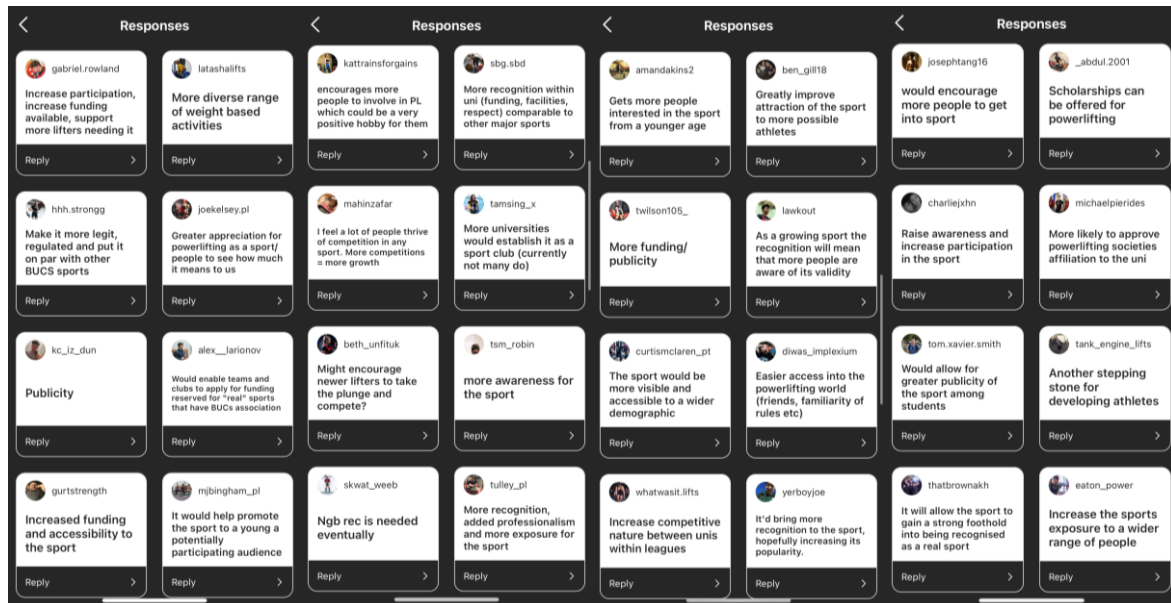 Responses
gabriel.rowland
Increase participation,
increase funding
available, support
more lifters needing it
Reply
latashalifts
More diverse range
of weight based
activities
Reply
hhh.strongg
Make it more legit,
regulated and put it
on par with other
BUCS sports
Reply
joekelsey.pl
Greater appreciation for
powerlifting as a sport/
people to see how much
it means to us
Reply
kc_iz_dun
Publicity
Reply
alex__larionov
Would enable teams and
clubs to apply for funding
reserved for "real" sports
that have BUCs association
Reply
gurtstrength
Increased funding
and accessibility to
the sport
Reply
mjbingham_pl
It would help promote
the sport to a young a
potentially
participating audience
Reply
Responses
kattrainsforgains
encourages more
people to involve in PL
which could be a very
positive hobby for them
Reply
sbg.sbd
More recognition within
uni (funding, facilities,
respect) comparable to
other major sports
Reply
mahinzafar
I feel a lot of people thrive
of competition in any
sport. More competitions
= more growth
Reply
tamsing_x
More universities
would establish it as a
sport club (currently
not many do)
Reply
beth_unfituk
Might encourage
newer lifters to take
the plunge and
compete?
Reply
tsm_robin
more awareness for
the sport
Reply
skwat_weeb
Ngb rec is needed
eventually
Reply
tulley_pl
More recognition,
added professionalism
and more exposure for
the sport
Reply
Responses
amandakins2
Gets more people
interested in the sport
from a younger age
Reply
ben_gill18
Greatly improve
attraction of the sport
to more possible
athletes
Reply
twilson105_
More funding/
publicity
Reply
lawkout
As a growing sport the
recognition will mean
that more people are
aware of its validity
Reply
curtismclaren_pt
The sport would be
more visible and
accessible to a wider
demographic
Reply
diwas_implexium
Easier access into the
powerlifting world
(friends, familiarity of
rules etc)
Reply
whatwasit.lifts
Increase competitive
nature between unis
within leagues
Reply
yerboyjoe
It'd bring more
recognition to the sport,
hopefully increasing its
popularity.
Reply
Responses
josephtang16
would encourage
more people to get
into sport
Reply
_abdul.2001
Scholarships can
be offered for
powerlifting
Reply
charliejxhn
Raise awareness and
increase participation
in the sport
Reply
michaelpierides
More likely to approve
powerlifting societies
affiliation to the uni
Reply
tom.xavier.smith
Would allow for
greater publicity of
the sport among
students
Reply
tank_engine_lifts
Another stepping
stone for
developing athletes
Reply
thatbrownakh
It will allow the sport to
gain a strong foothold
into being recognised
as a real sport
Reply
eaton_power
Increase the sports
exposure to a wider
range of people
Reply